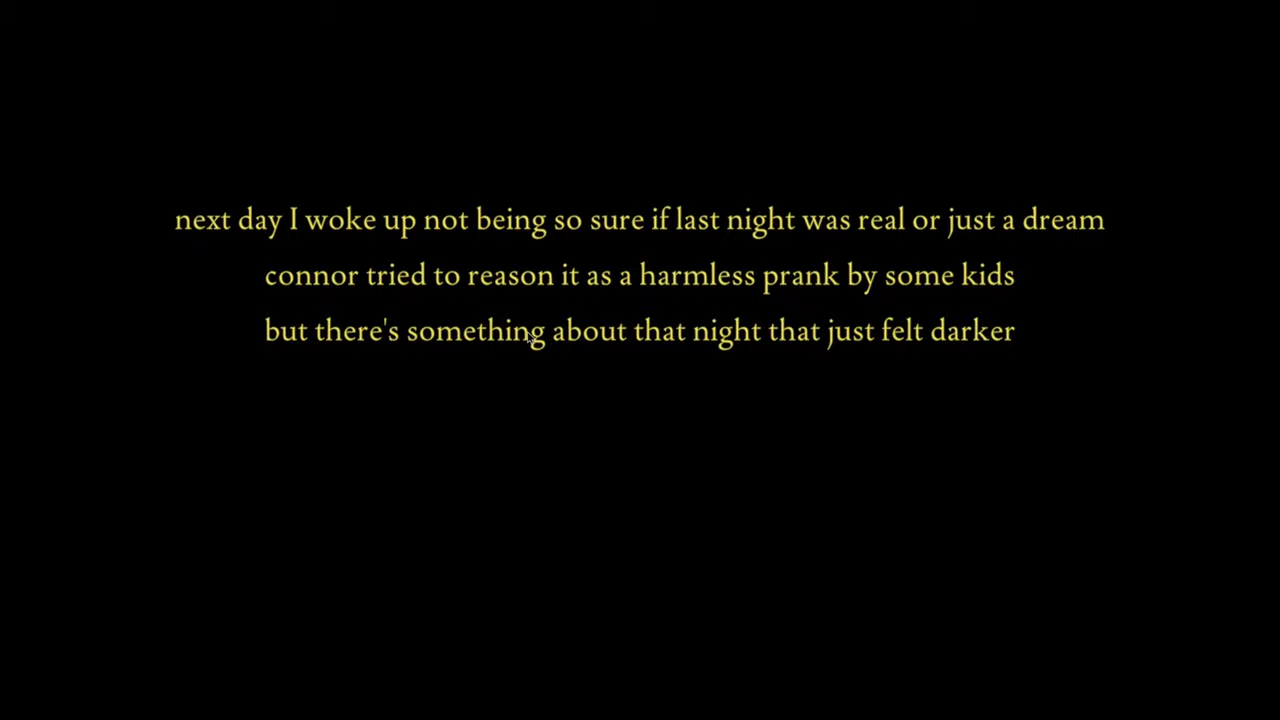 next day I woke up not being so sure if last night was real or just a dream
connor tried to reason it as a harmless prank by some kids
but there's something about that night that just felt darker